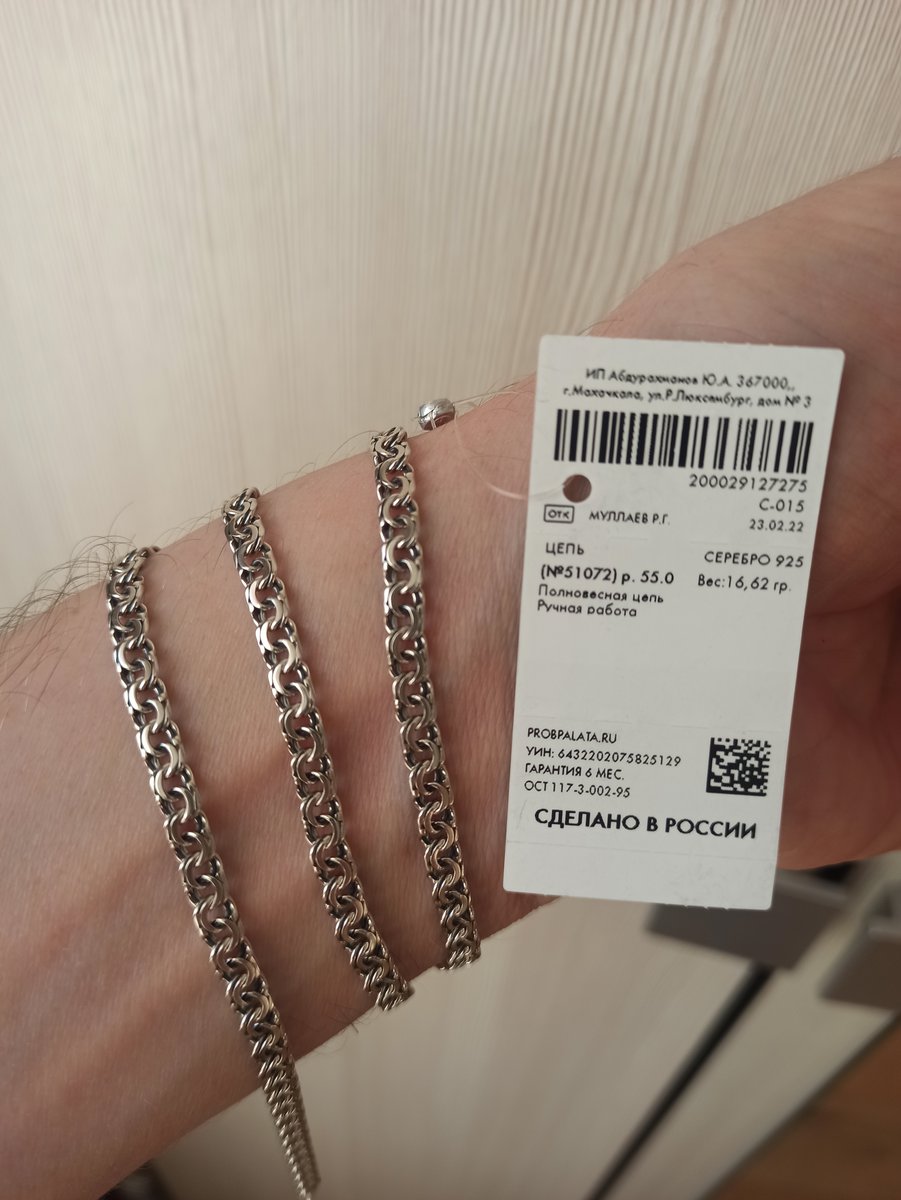 ИП Абдурахманов Ю.А. 367000,,
г.Махачкала, ул.Р.Люксембург, дом № 3
200029127275
С-015
ОТК МУЛЛАЕВ Р.Г. 23.02.22
ЦЕПЬ СЕРЕБРО 925
(№51072) р. 55.0 Вес:16,62 гр.
Полновесная цепь
Ручная работа
PROBPALATA.RU
УИН: 6432202075825129
ГАРАНТИЯ 6 МЕС.
ОСТ 117-3-002-95
СДЕЛАНО В РОССИИ